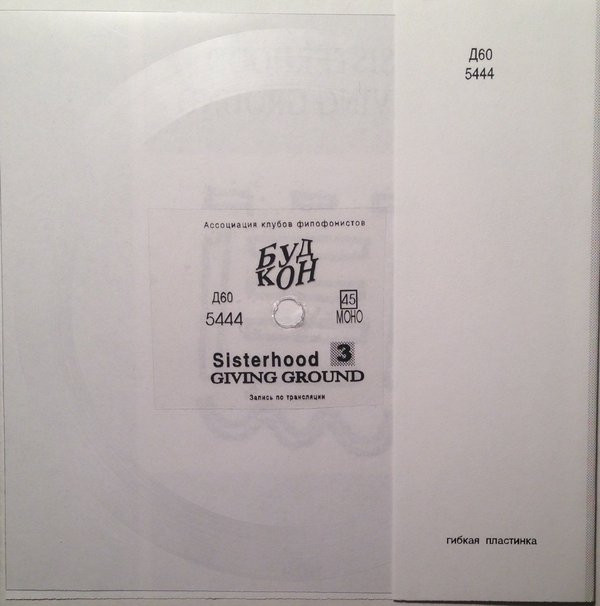 Д60
5444
Ассоциация клубов филофонистов
БУД
КОН
Д60
5444
45
МОНО
Sisterhood 3
GIVING GROUND
Запись по трансляции
гибкая пластинка